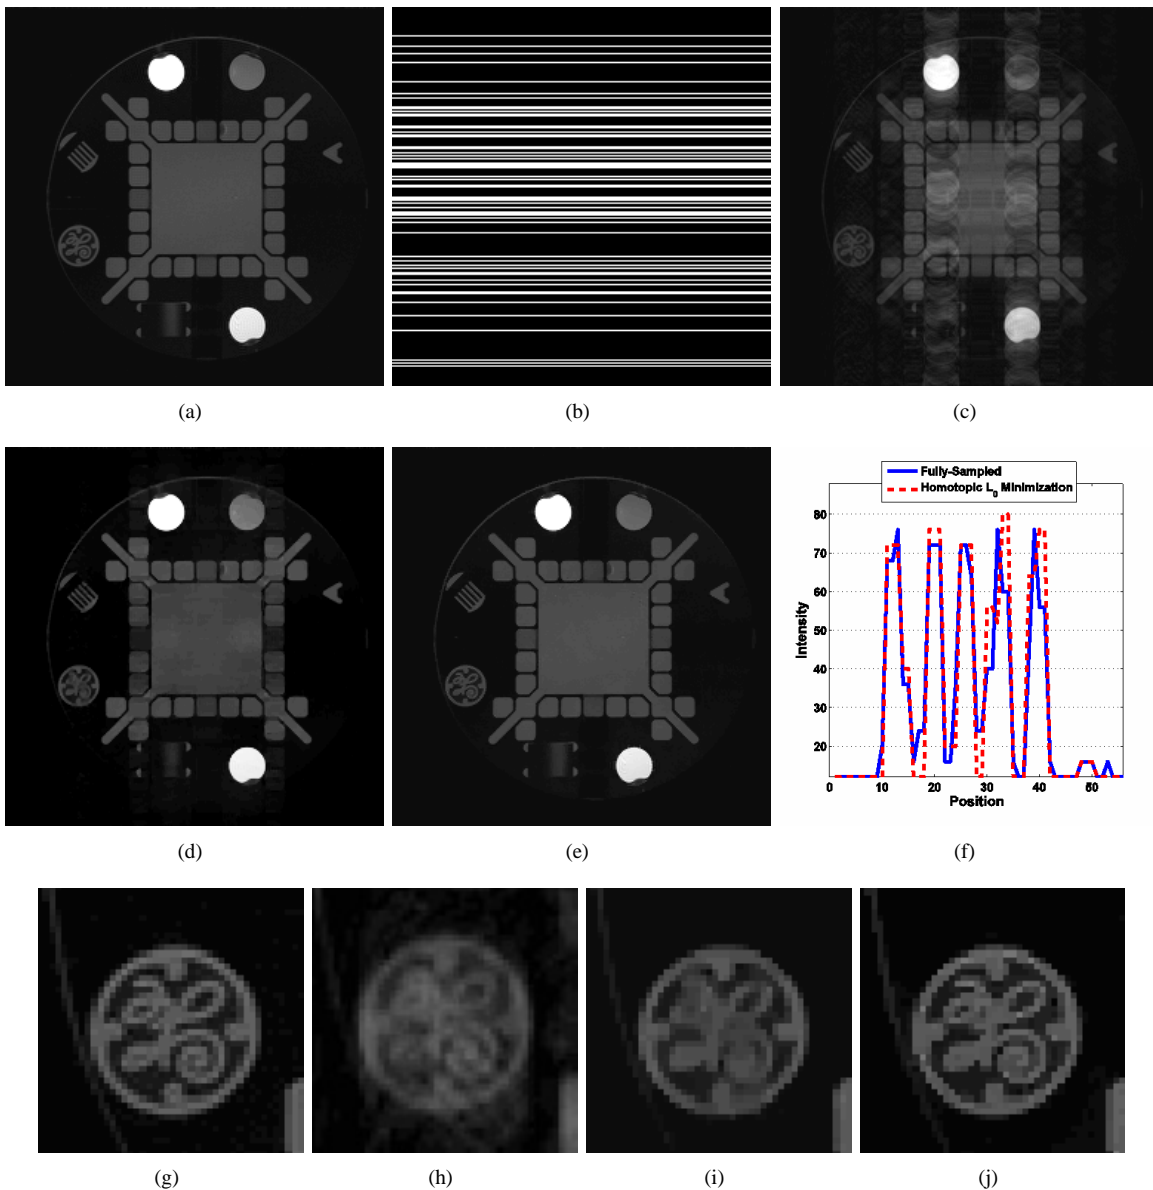 (a)
(b)
(c)
Fully-Sampled
Homotopic L0 Minimization
80
70
60
50
40
30
20
Intensity
0
10
20
30
40
50
Position
(d)
(e)
(f)
(g)
(h)
(i)
(j)